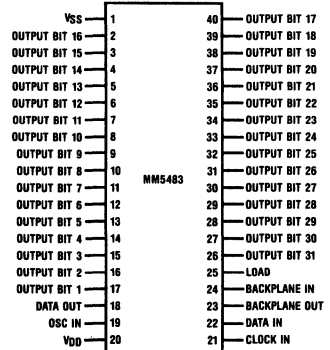 VSS 1 40 OUTPUT BIT 17
OUTPUT BIT 16 2 39 OUTPUT BIT 18
OUTPUT BIT 15 3 38 OUTPUT BIT 19
OUTPUT BIT 14 4 37 OUTPUT BIT 20
OUTPUT BIT 13 5 36 OUTPUT BIT 21
OUTPUT BIT 12 6 35 OUTPUT BIT 22
OUTPUT BIT 11 7 34 OUTPUT BIT 23
OUTPUT BIT 10 8 33 OUTPUT BIT 24
OUTPUT BIT 9 9 32 OUTPUT BIT 25
OUTPUT BIT 8 10 31 OUTPUT BIT 26
MM5483
OUTPUT BIT 7 11 30 OUTPUT BIT 27
OUTPUT BIT 6 12 29 OUTPUT BIT 28
OUTPUT BIT 5 13 28 OUTPUT BIT 29
OUTPUT BIT 4 14 27 OUTPUT BIT 30
OUTPUT BIT 3 15 26 OUTPUT BIT 31
OUTPUT BIT 2 16 25 LOAD
OUTPUT BIT 1 17 24 BACKPLANE IN
DATA OUT 18 23 BACKPLANE OUT
OSC IN 19 22 DATA IN
VDD 20 21 CLOCK IN